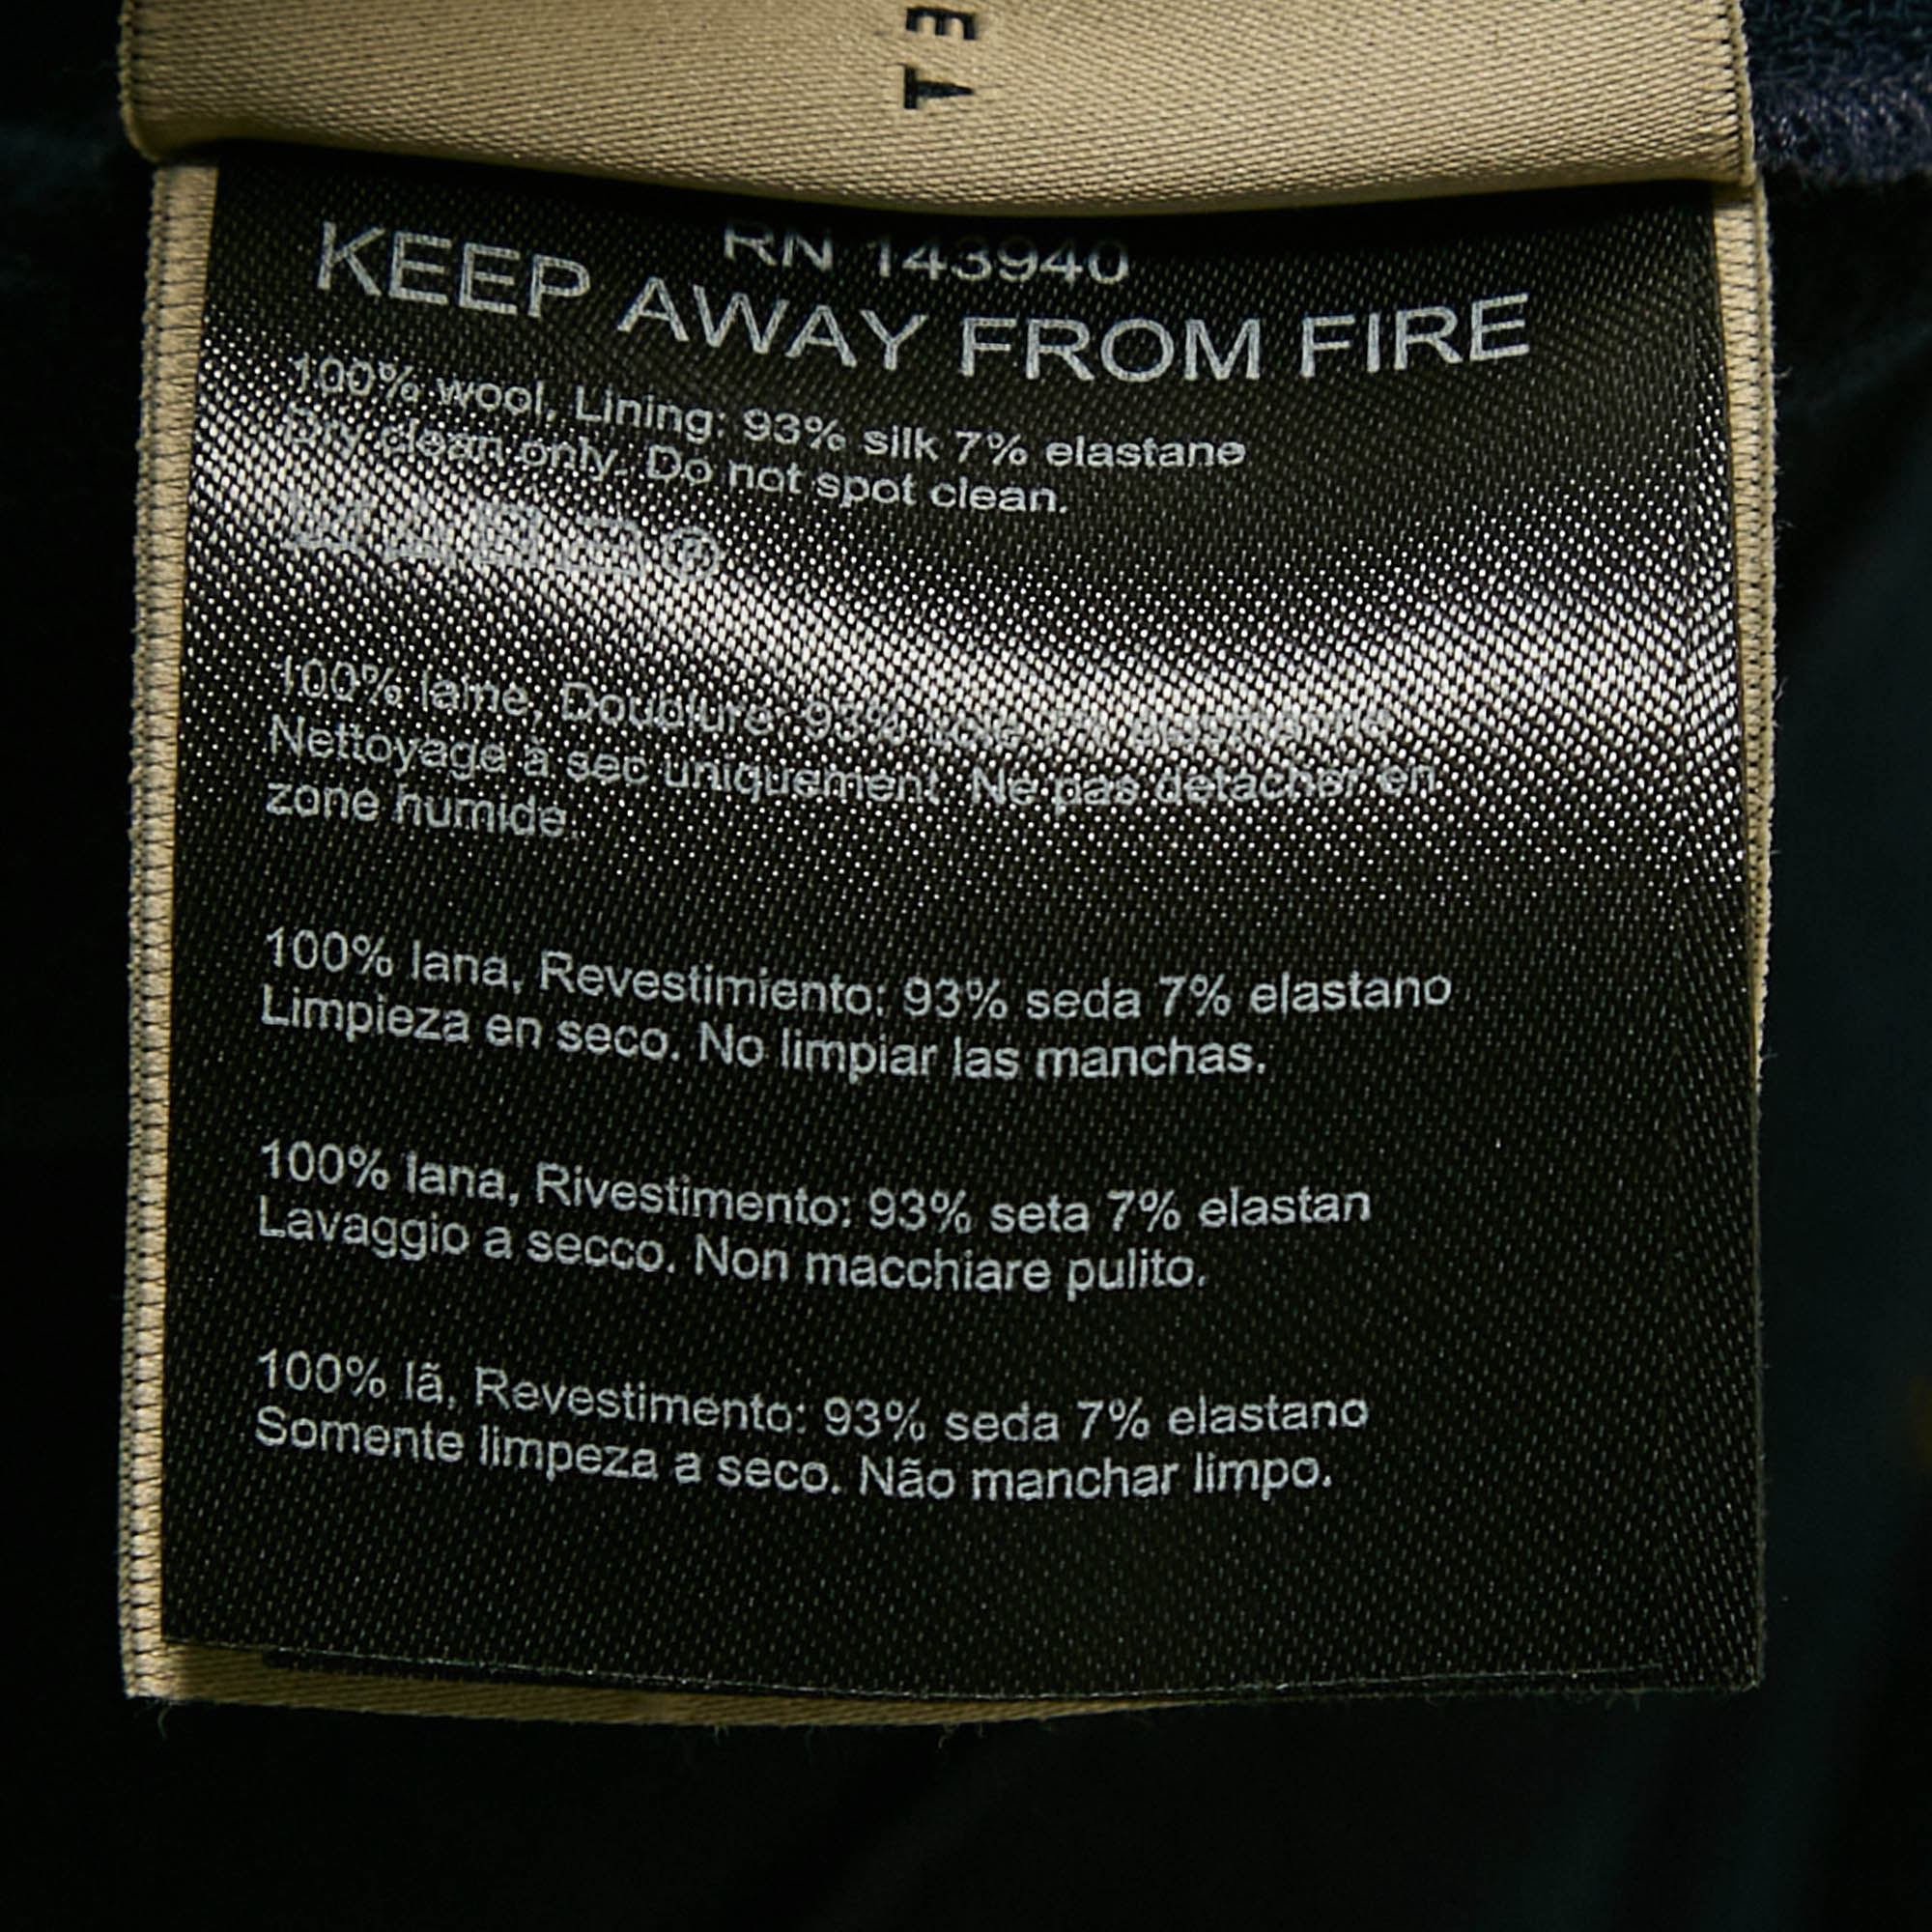 ET
RN 143940
KEEP AWAY FROM FIRE
100% wool, Lining: 93% silk 7% elastane
Dry clean only. Do not spot clean.
100% laine, Doublure: 93% soie 7% élasthanne
Nettoyage à sec uniquement. Ne pas détacher en
zone humide.
100% lana, Revestimiento: 93% seda 7% elastano
Limpieza en seco. No limpiar las manchas.
100% lana, Rivestimento: 93% seta 7% elastan
Lavaggio a secco. Non macchiare pulito.
100% lã, Revestimento: 93% seda 7% elastano
Somente limpeza a seco. Não manchar limpo.